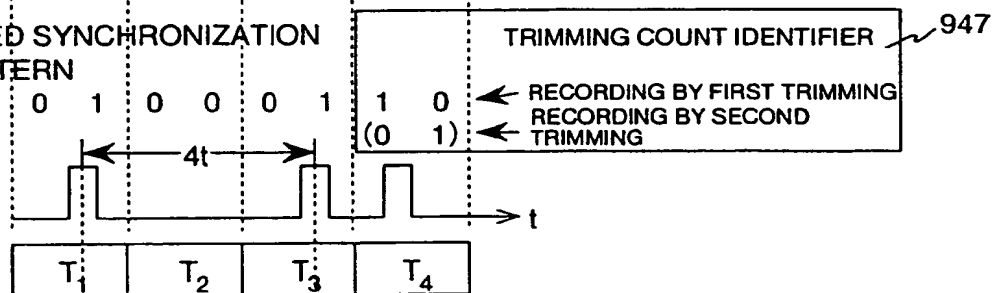 ED SYNCHRONIZATION
TERN
TRIMMING COUNT IDENTIFIER 947
0 1 0 0 0 1 1 0 RECORDING BY FIRST TRIMMING
(0 1) RECORDING BY SECOND
TRIMMING
4t
t
T1 T2 T3 T4